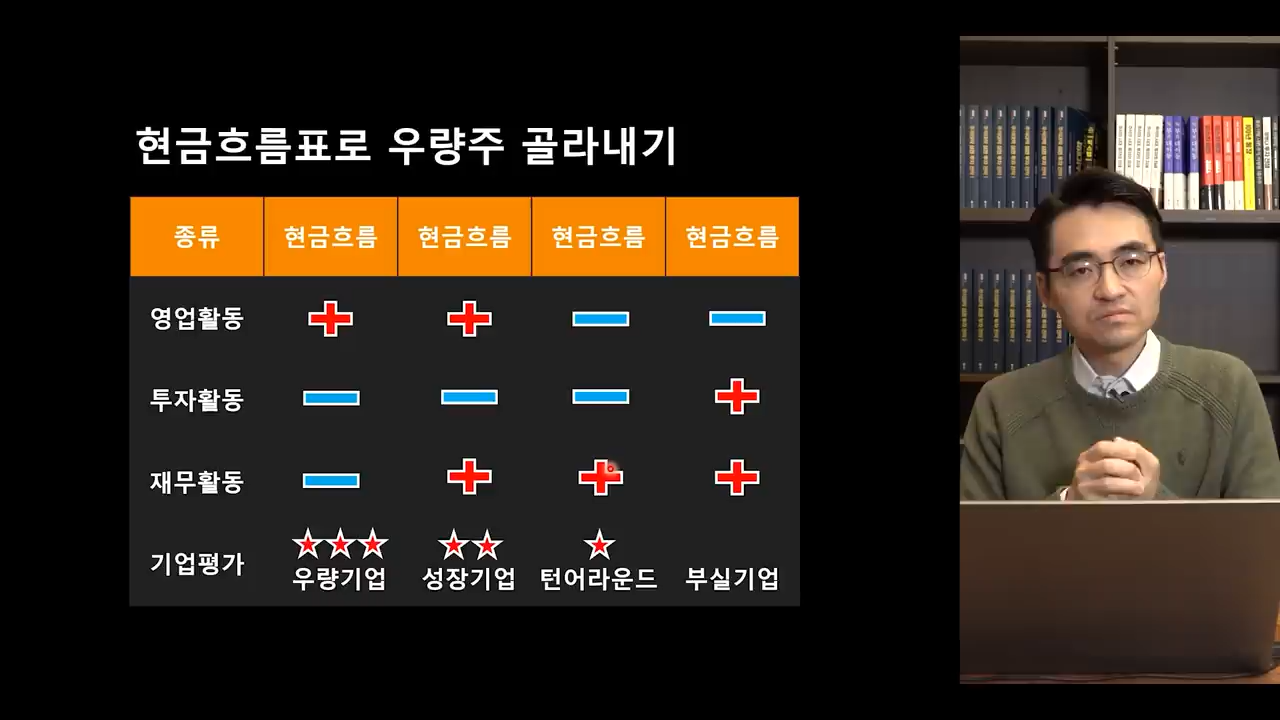 현금흐름표로 우량주 골라내기
종류 현금흐름 현금흐름 현금흐름 현금흐름
영업활동 + + - -
투자활동 - - - +
재무활동 - + + +
기업평가 ★★★ ★★ ★
우량기업 성장기업 턴어라운드 부실기업